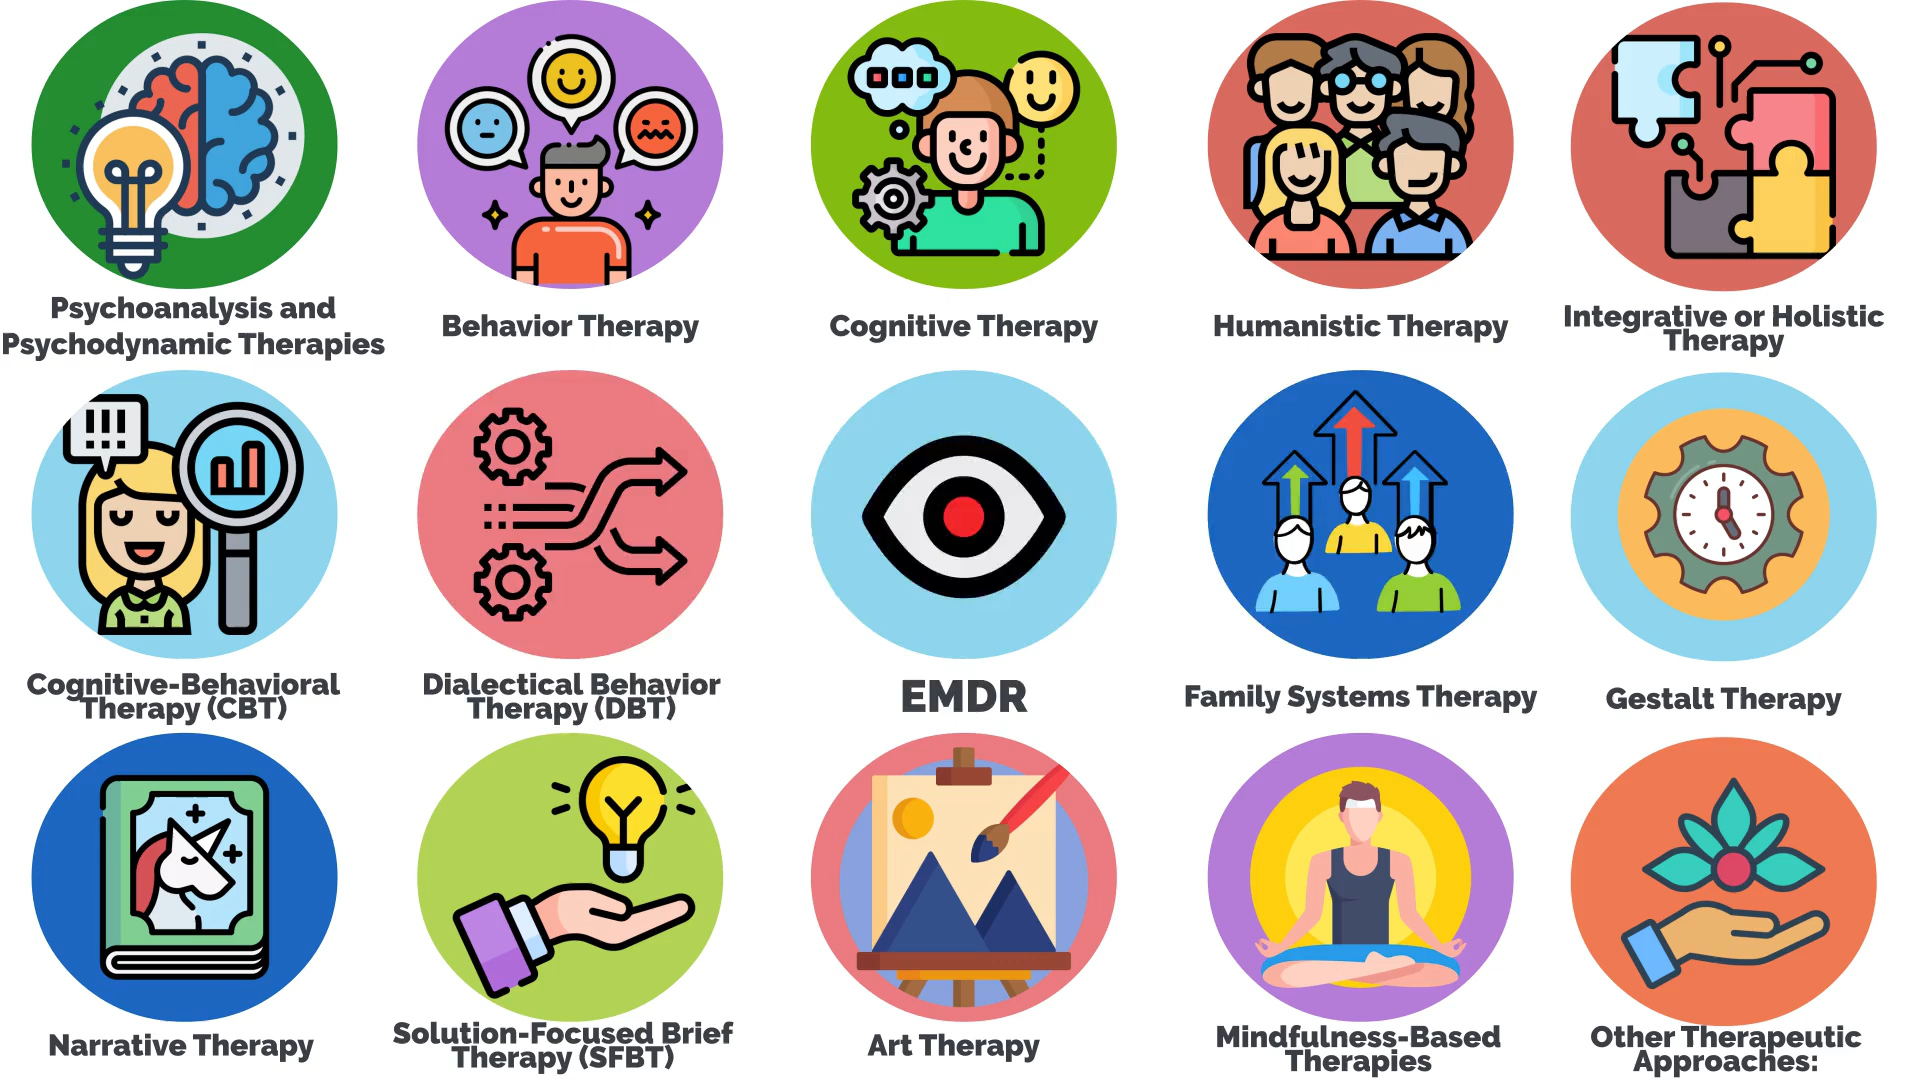 Psychoanalysis and
Psychodynamic Therapies
Behavior Therapy
Cognitive Therapy
Humanistic Therapy
Integrative or Holistic
Therapy
Cognitive-Behavioral
Therapy (CBT)
Dialectical Behavior
Therapy (DBT)
EMDR
Family Systems Therapy
Gestalt Therapy
Narrative Therapy
Solution-Focused Brief
Therapy (SFBT)
Art Therapy
Mindfulness-Based
Therapies
Other Therapeutic
Approaches: